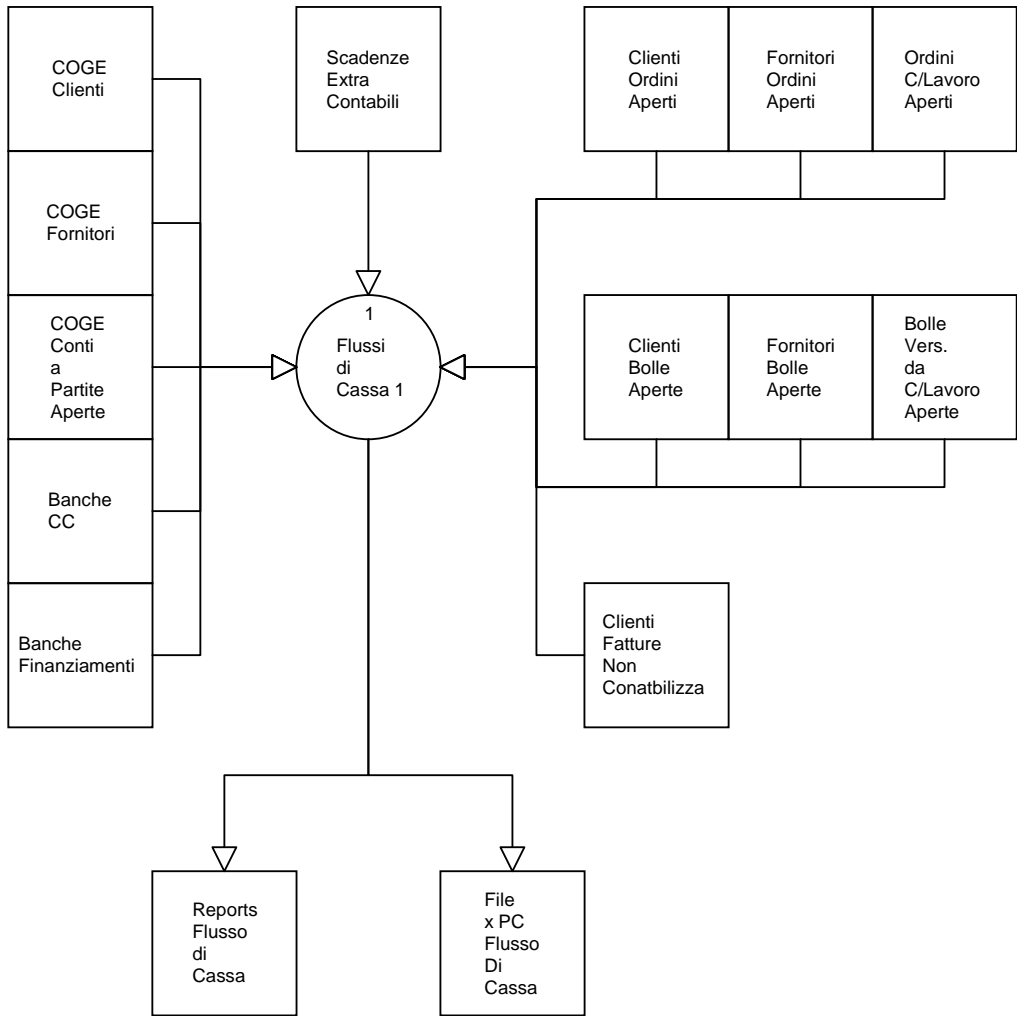 COGE
Clienti
Scadenze
Extra
Contabili
Clienti
Ordini
Aperti
Fornitori
Ordini
Aperti
Ordini
C/Lavoro
Aperti
COGE
Fornitori
COGE
Conti
a
Partite
Aperte
1
Flussi
di
Cassa 1
Clienti
Bolle
Aperte
Fornitori
Bolle
Aperte
Bolle
Vers.
da
C/Lavoro
Aperte
Banche
CC
Banche
Finanziamenti
Clienti
Fatture
Non
Conatbilizza
Reports
Flusso
di
Cassa
File
x PC
Flusso
Di
Cassa